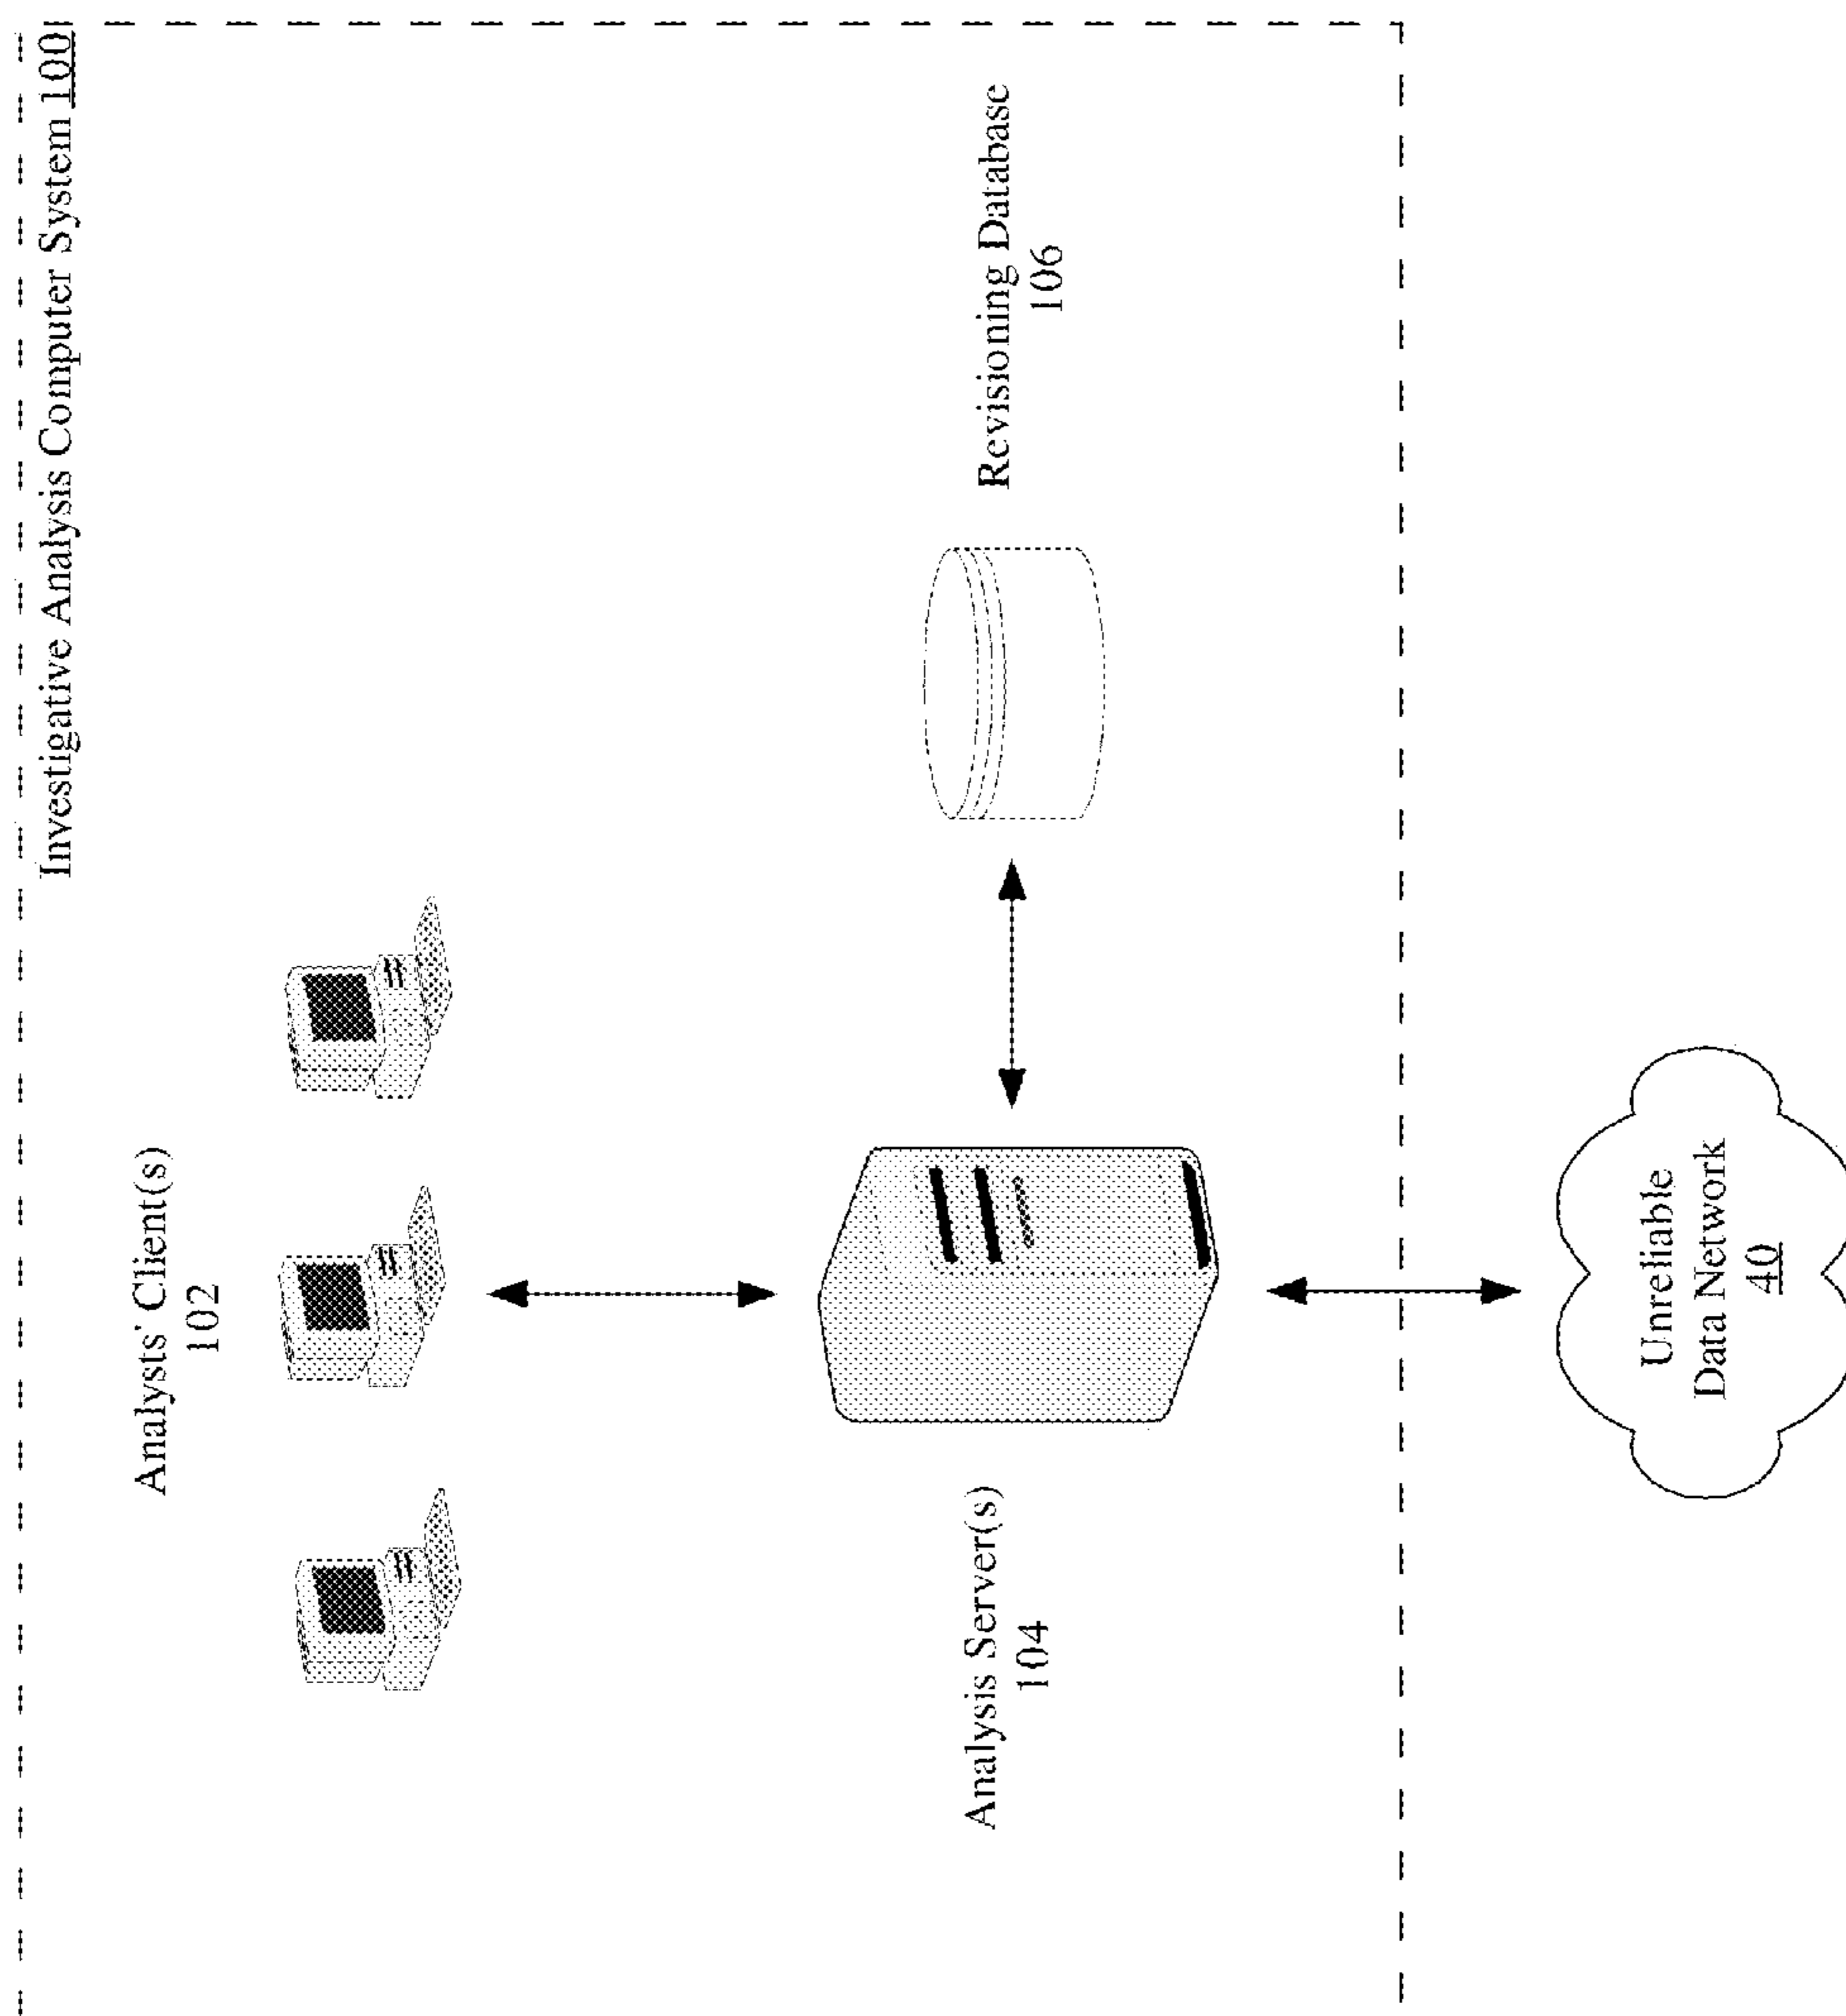 Investigative Analysis Computer System 100
Analysts' Client(s)
102
Analysis Server(s)
104
Revisioning Database
106
Unreliable
Data Network
40